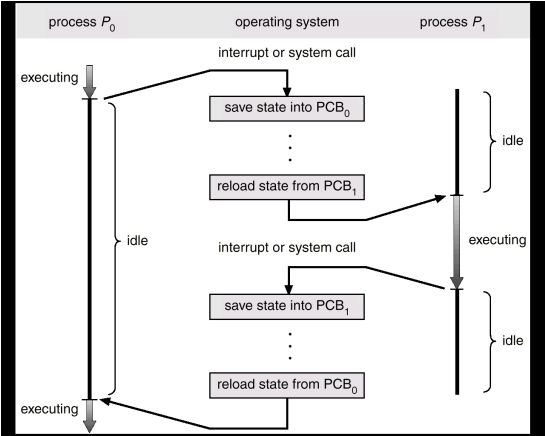 process P0 operating system process P1
interrupt or system call
executing
save state into PCB0
idle
reload state from PCB1
idle
executing
interrupt or system call
save state into PCB1
idle
reload state from PCB0
executing